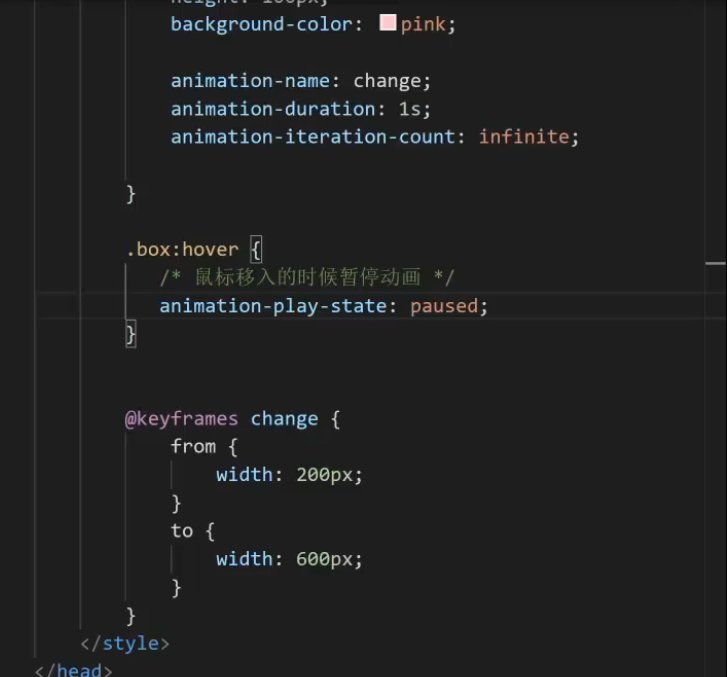 height: 100px;
background-color: pink;
animation-name: change;
animation-duration: 1s;
animation-iteration-count: infinite;
}
.box:hover {
/* 鼠标移入的时候暂停动画 */
animation-play-state: paused;
}
@keyframes change {
from {
width: 200px;
}
to {
width: 600px;
}
}
</style>
</head>